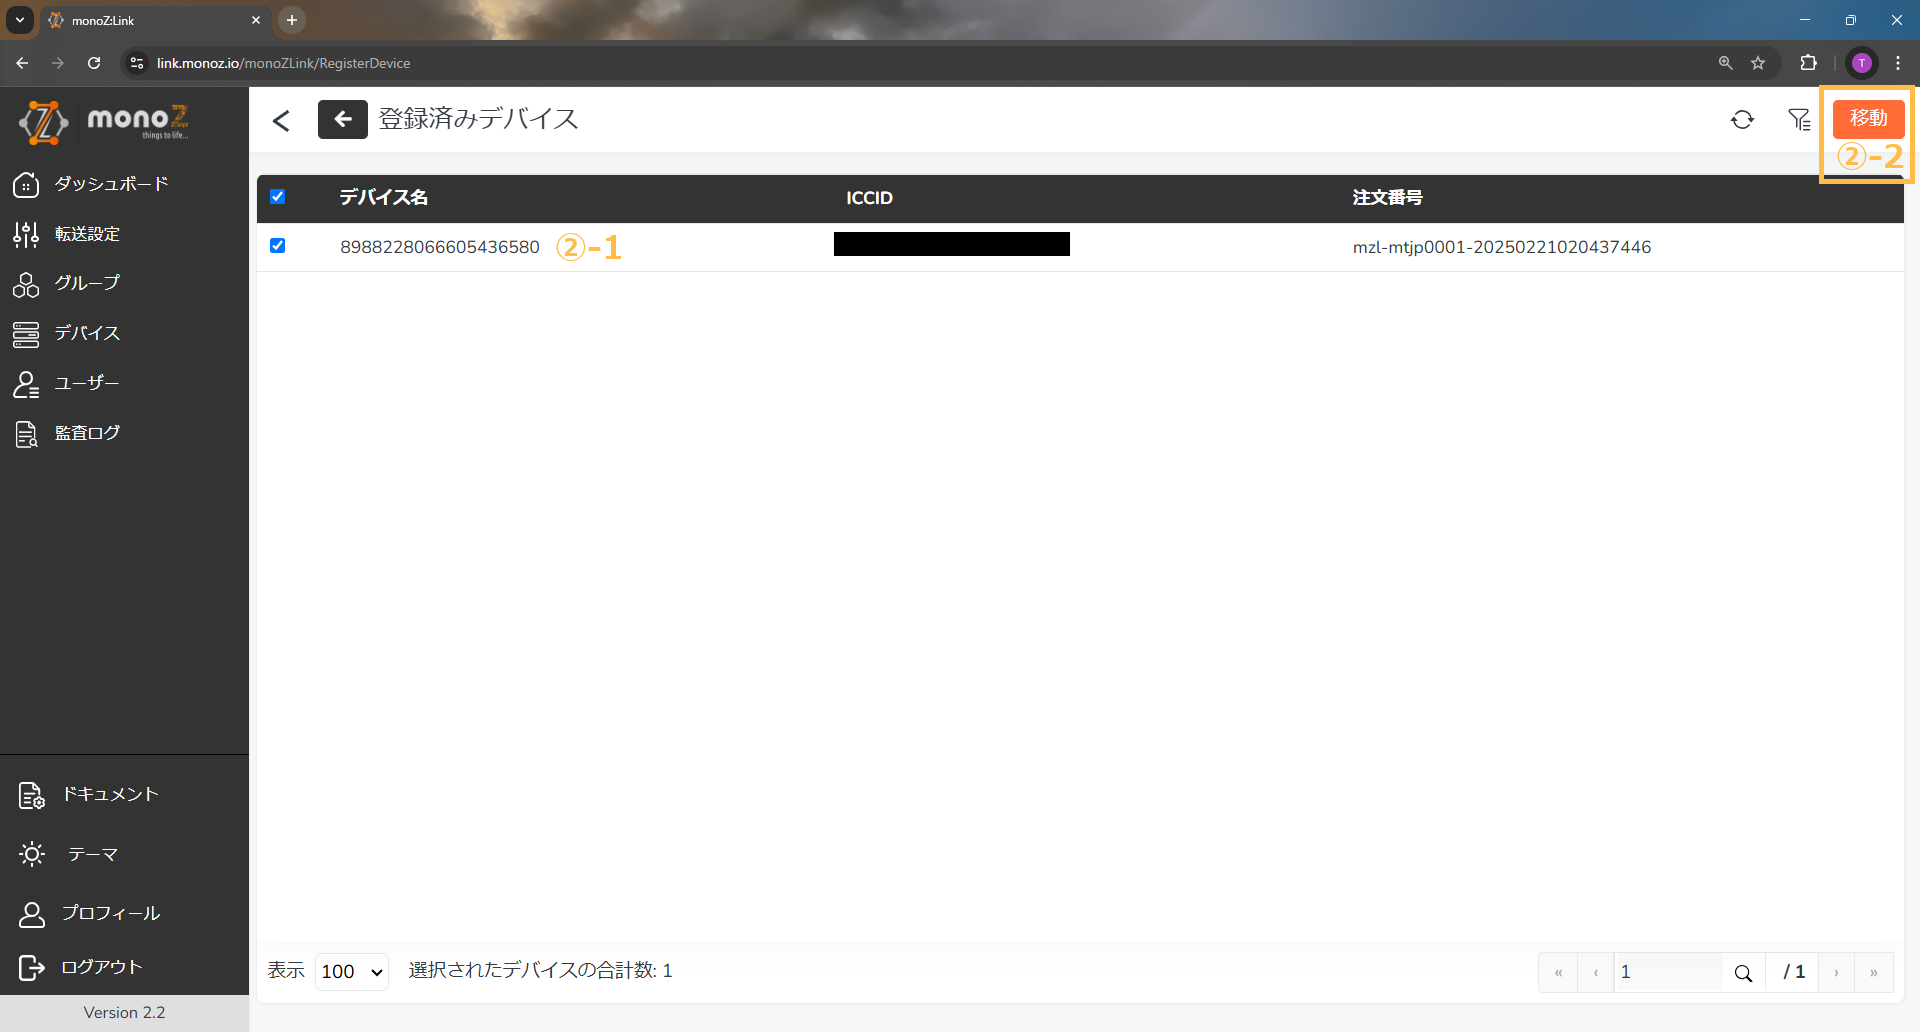 monoZ:Link
link.monoz.io/monoZLink/RegisterDevice
T
monoZ
things to life...
登録済みデバイス
移動
②-2
ダッシュボード
転送設定
グループ
デバイス
ユーザー
監査ログ
デバイス名 ICCID 注文番号
8988228066605436580 ②-1 mzl-mtjp0001-20250221020437446
ドキュメント
テーマ
プロフィール
ログアウト
Version 2.2
表示 100 選択されたデバイスの合計数: 1
« ‹ 1 / 1 › »